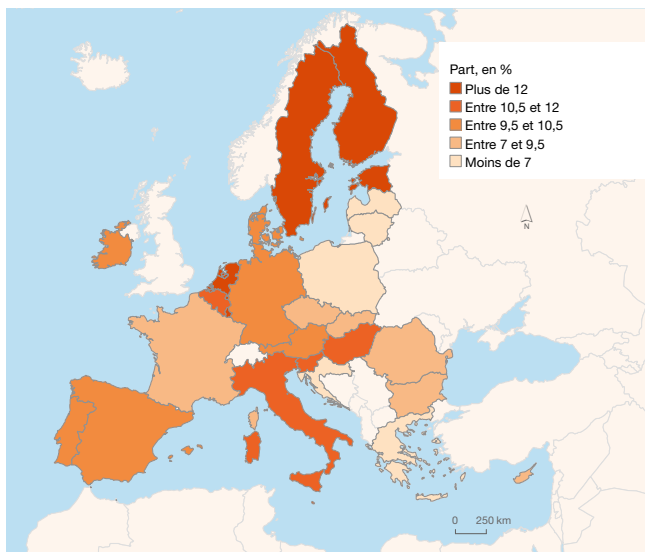 Part, en %
Plus de 12
Entre 10,5 et 12
Entre 9,5 et 10,5
Entre 7 et 9,5
Moins de 7
N
0 250 km